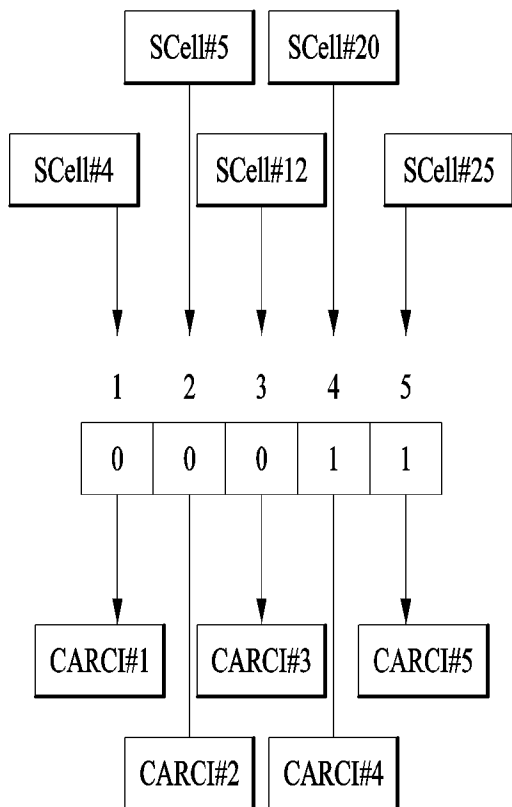 SCell#5 SCell#20
SCell#4 SCell#12 SCell#25
1 2 3 4 5
0 0 0 1 1
CARCI#1 CARCI#3 CARCI#5
CARCI#2 CARCI#4